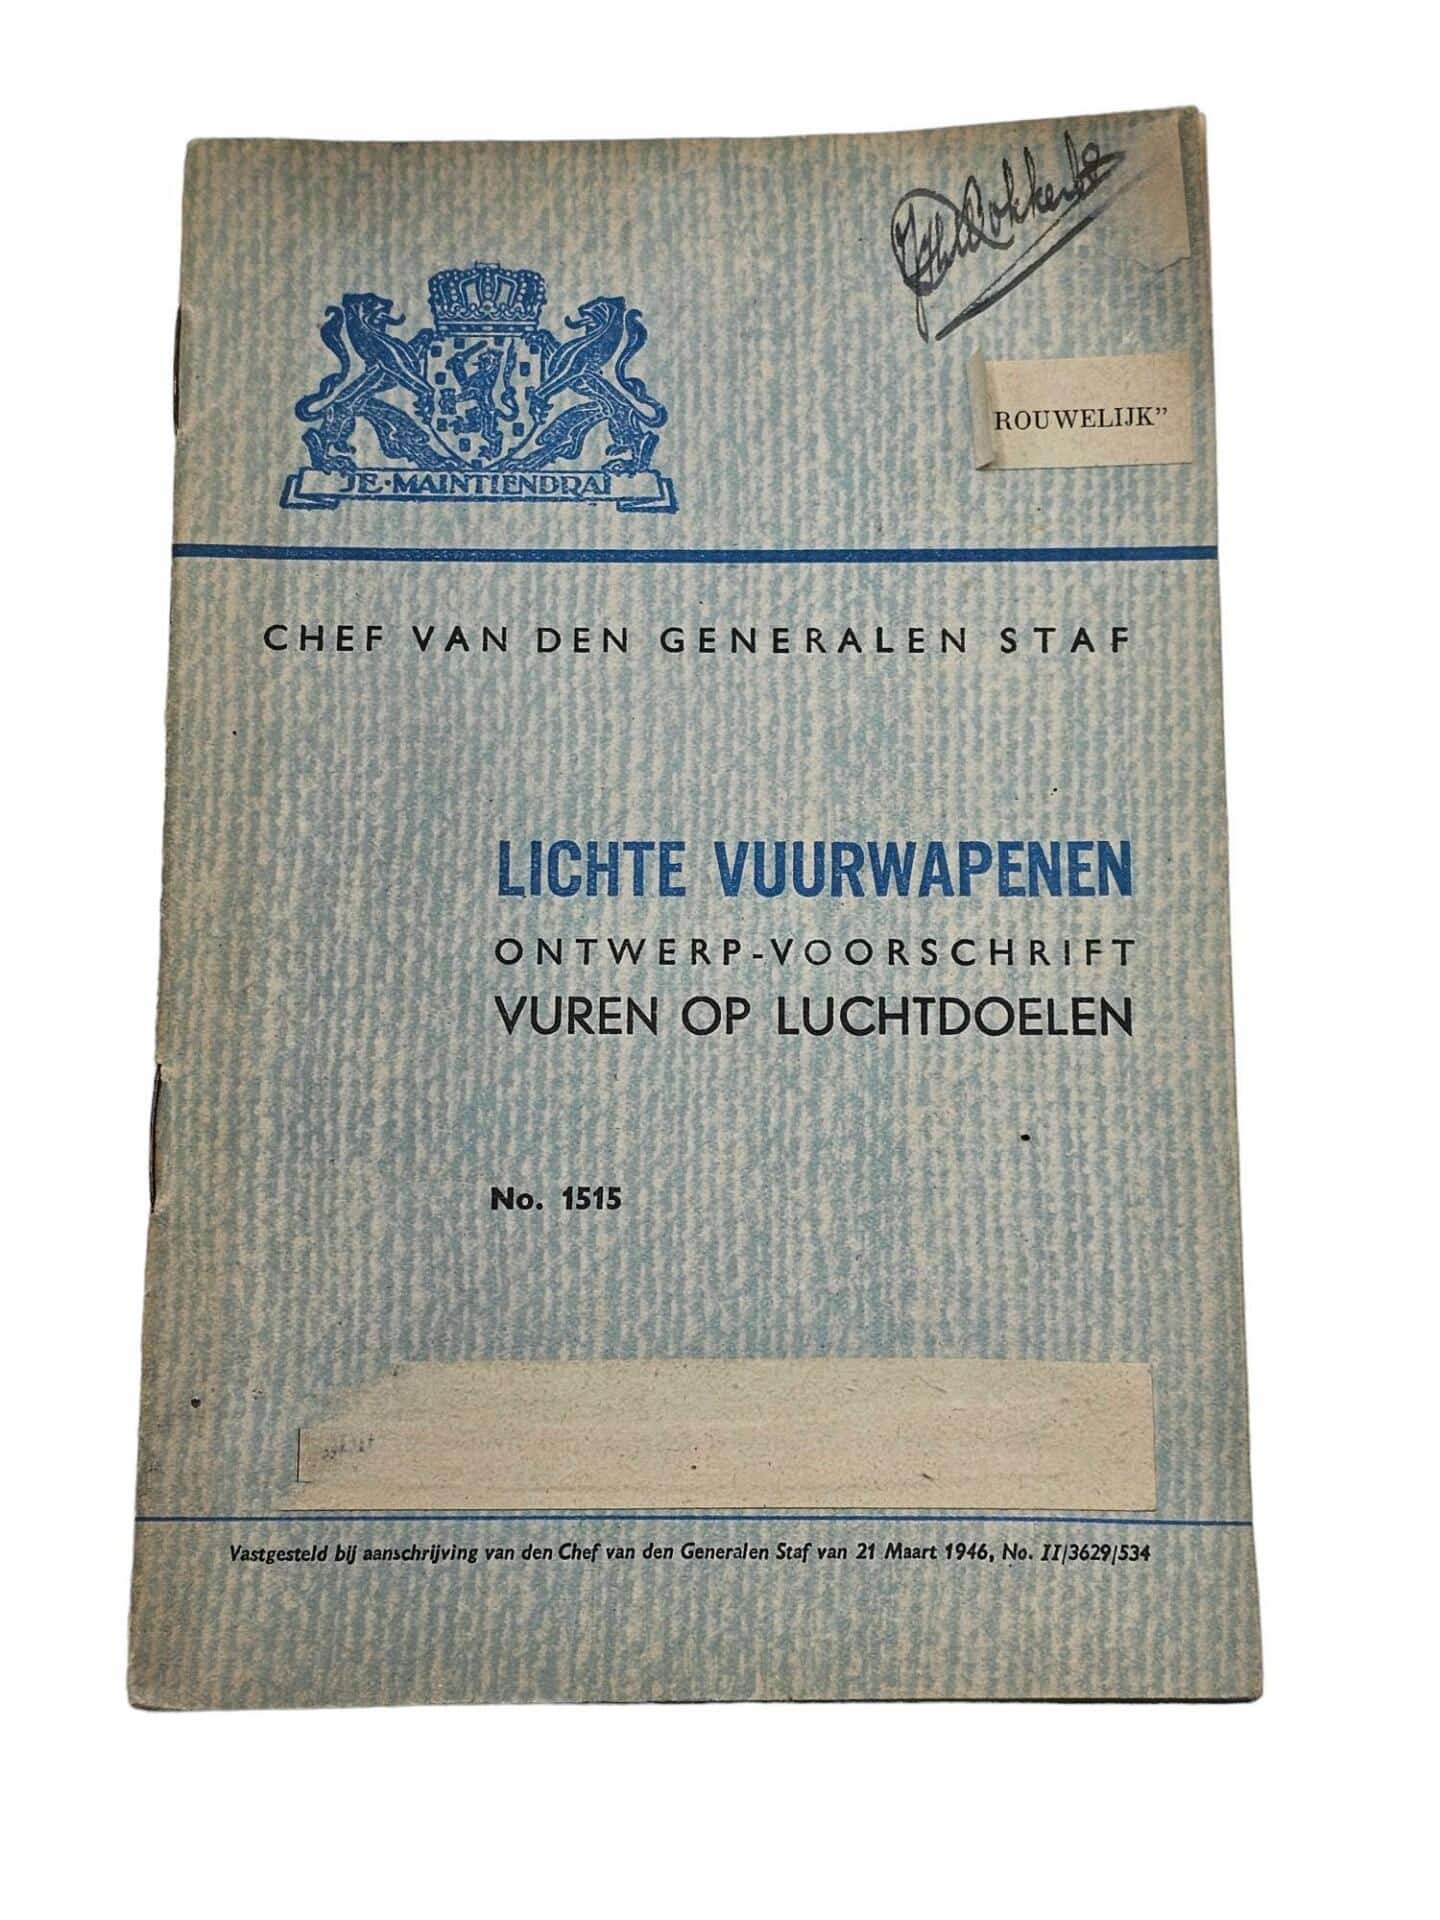 ROUWELIJK”
JE·MAINTIENDRAI
CHEF VAN DEN GENERALEN STAF
LICHTE VUURWAPENEN
ONTWERP-VOORSCHRIFT
VUREN OP LUCHTDOELEN
No. 1515
Vastgesteld bij aanschrijving van den Chef van den Generalen Staf van 21 Maart 1946, No. II/3629/534